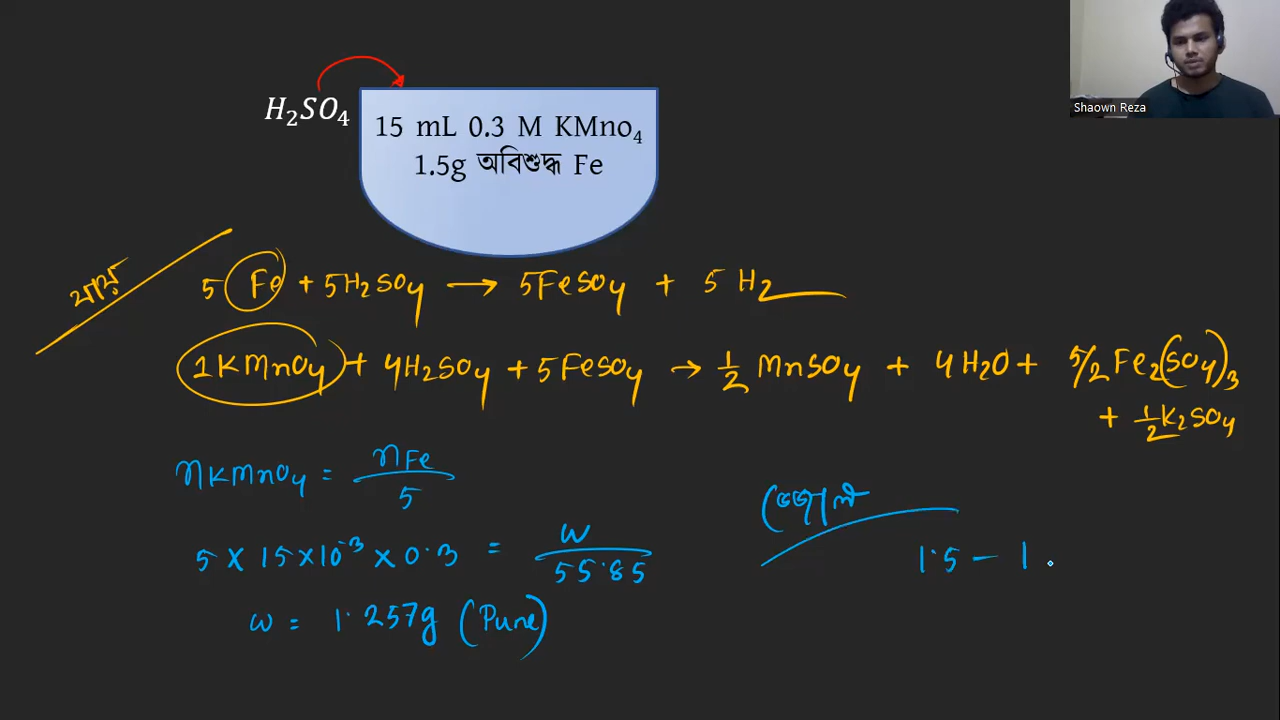 Shaown Reza
H₂SO₄
15 mL 0.3 M KMno₄
1.5g অবিশুদ্ধ Fe
5 Fe + 5H₂SO₄ → 5FeSO₄ + 5 H₂
1KMnO₄ + 4H₂SO₄ + 5FeSO₄ → 1/2 MnSO₄ + 4H₂O + 5/2 Fe₂(SO₄)₃
+ 1/2 K₂SO₄
nKMnO₄ = nFe/5
5 × 15×10⁻³ × 0.3 = w/55.85
w = 1.257g (Pure)
ভেজাল
1.5 — 1.